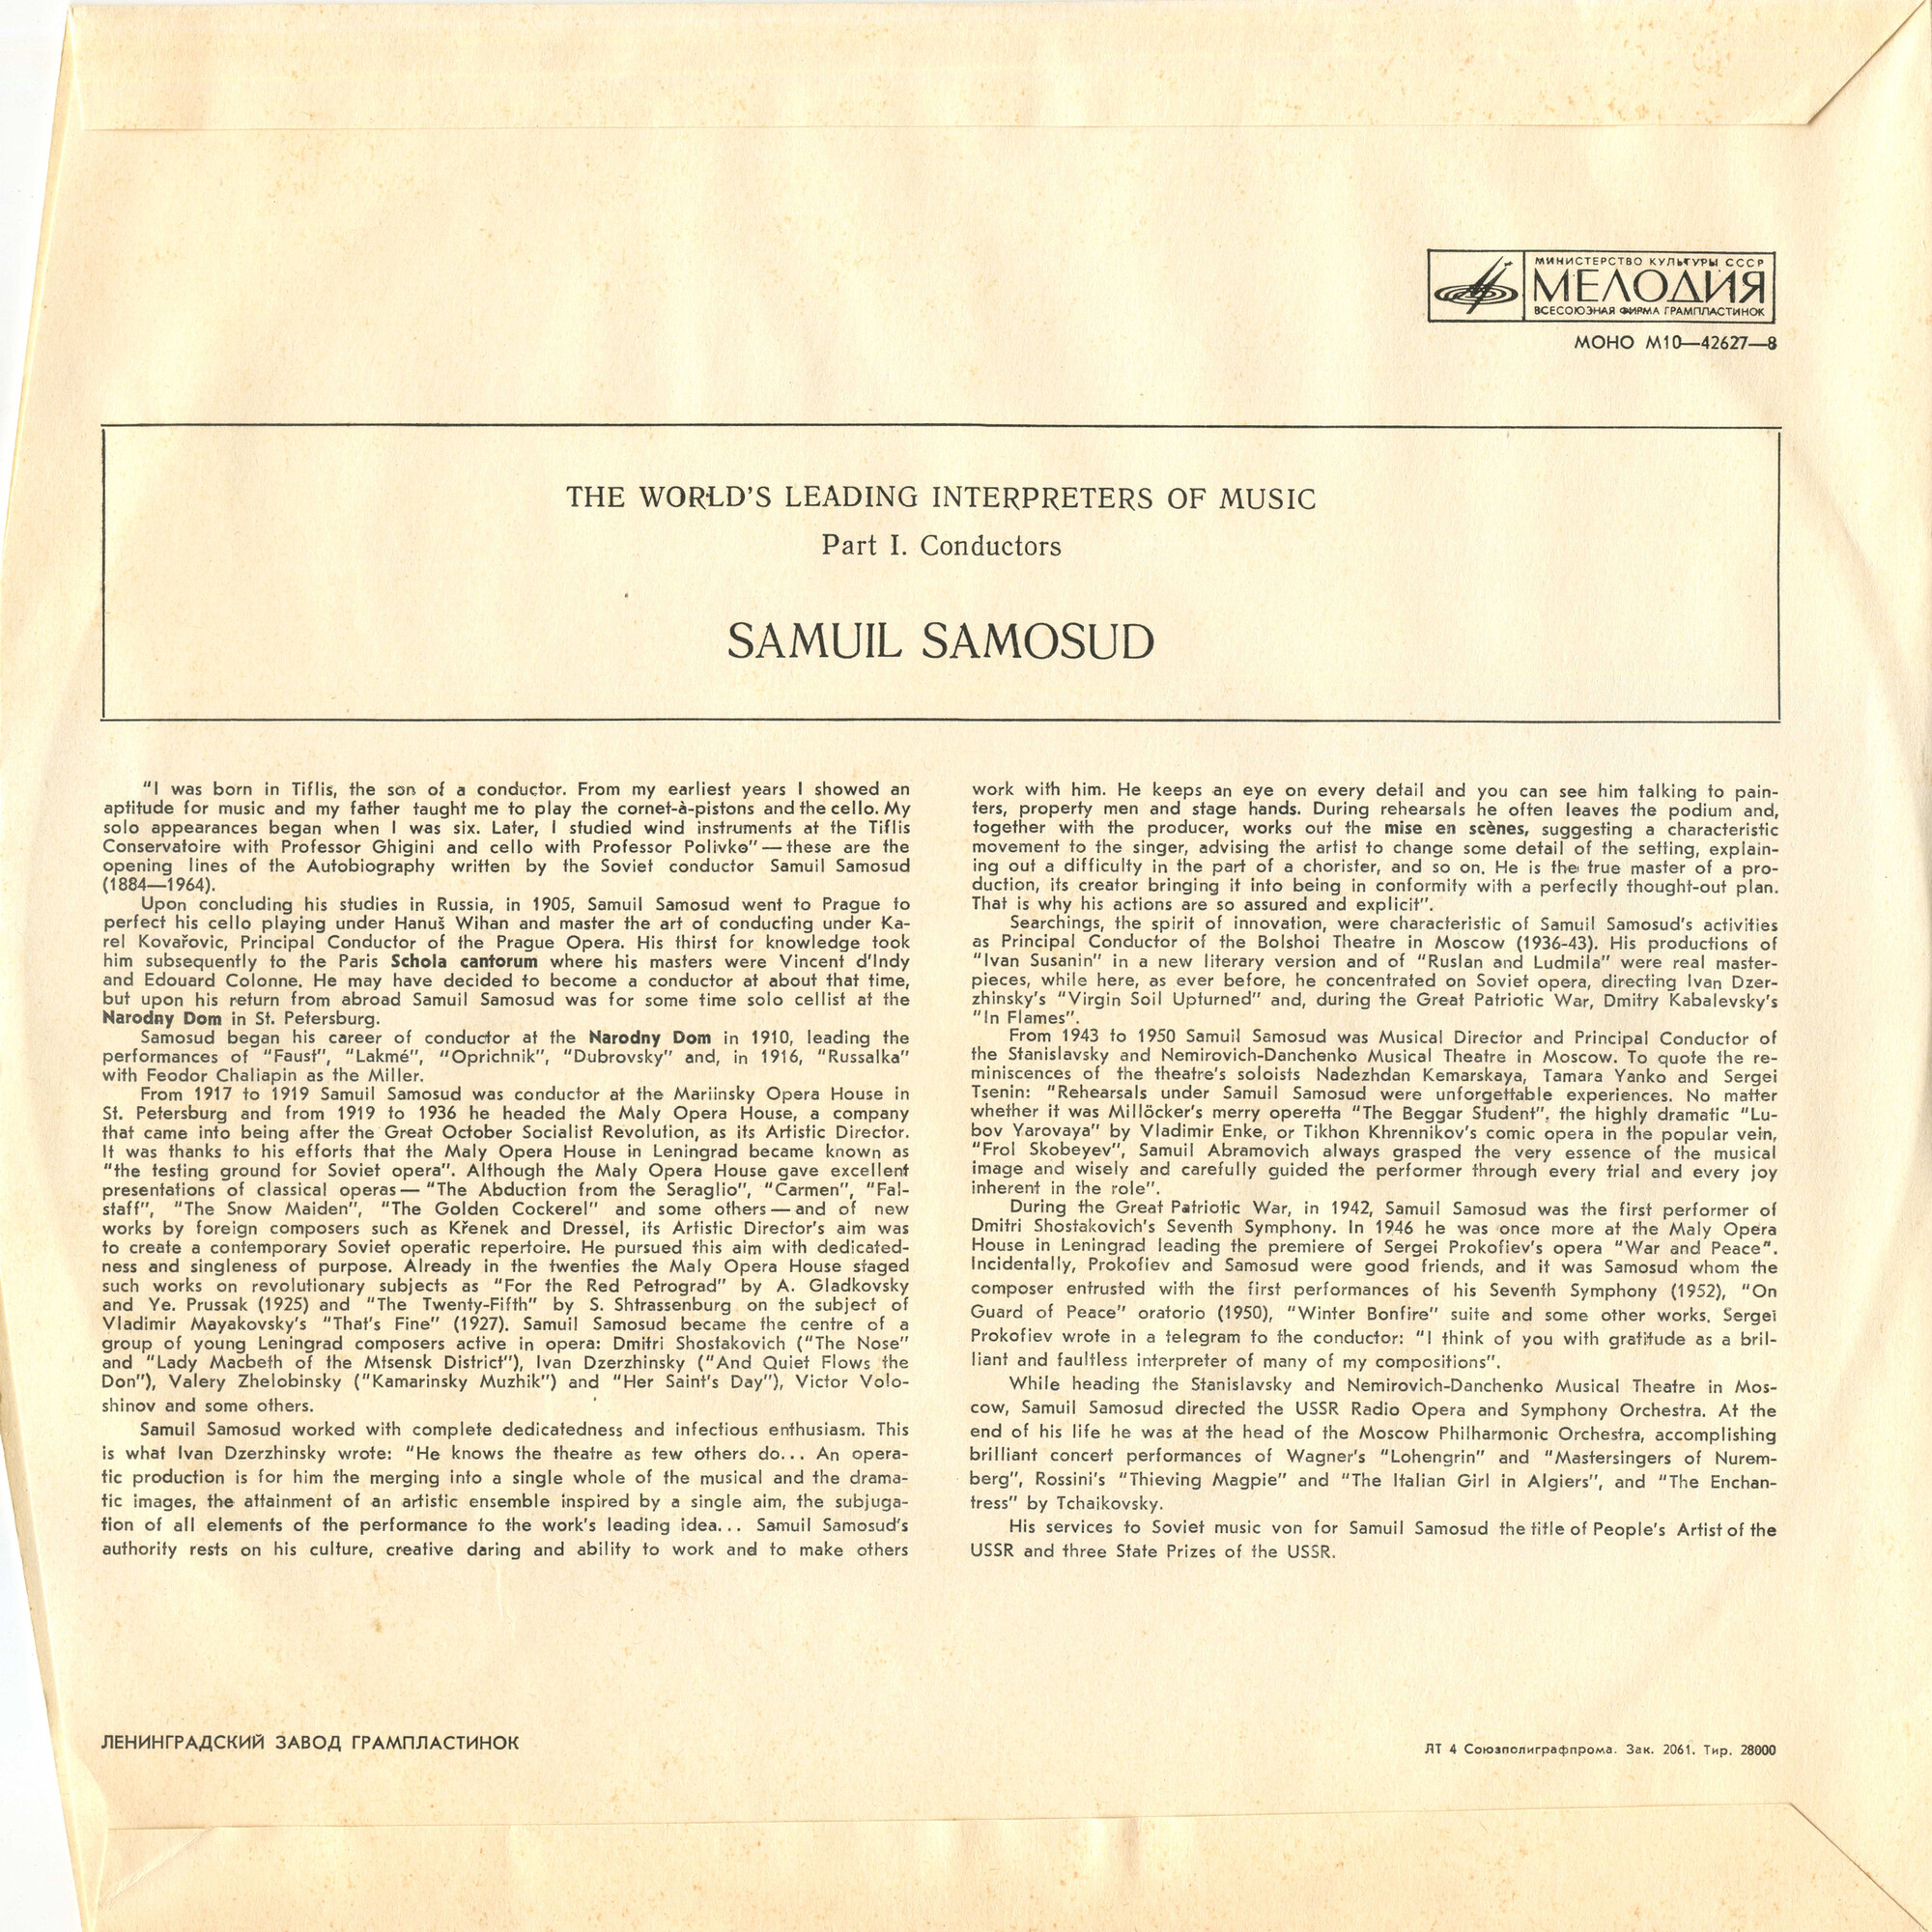 МИНИСТЕРСТВО КУЛЬТУРЫ СССР
МЕЛОДИЯ
ВСЕСОЮЗНАЯ ФИРМА ГРАМПЛАСТИНОК
МОНО М10—42627—8
THE WORLD'S LEADING INTERPRETERS OF MUSIC
Part I. Conductors
SAMUIL SAMOSUD
"I was born in Tiflis, the son of a conductor. From my earliest years I showed an
aptitude for music and my father taught me to play the cornet-à-pistons and the cello. My
solo appearances began when I was six. Later, I studied wind instruments at the Tiflis
Conservatoire with Professor Ghigini and cello with Professor Polivko" — these are the
opening lines of the Autobiography written by the Soviet conductor Samuil Samosud
(1884—1964).
Upon concluding his studies in Russia, in 1905, Samuil Samosud went to Prague to
perfect his cello playing under Hanuš Wihan and master the art of conducting under Ka-
rel Kovařovic, Principal Conductor of the Prague Opera. His thirst for knowledge took
him subsequently to the Paris Schola cantorum where his masters were Vincent d'Indy
and Edouard Colonne. He may have decided to become a conductor at about that time,
but upon his return from abroad Samuil Samosud was for some time solo cellist at the
Narodny Dom in St. Petersburg.
Samosud began his career of conductor at the Narodny Dom in 1910, leading the
performances of "Faust", "Lakmé", "Oprichnik", "Dubrovsky" and, in 1916, "Russalka"
with Feodor Chaliapin as the Miller.
From 1917 to 1919 Samuil Samosud was conductor at the Mariinsky Opera House in
St. Petersburg and from 1919 to 1936 he headed the Maly Opera House, a company
that came into being after the Great October Socialist Revolution, as its Artistic Director.
It was thanks to his efforts that the Maly Opera House in Leningrad became known as
"the testing ground for Soviet opera". Although the Maly Opera House gave excellent
presentations of classical operas — "The Abduction from the Seraglio", "Carmen", "Fal-
staff", "The Snow Maiden", "The Golden Cockerel" and some others — and of new
works by foreign composers such as Křenek and Dressel, its Artistic Director's aim was
to create a contemporary Soviet operatic repertoire. He pursued this aim with dedicated-
ness and singleness of purpose. Already in the twenties the Maly Opera House staged
such works on revolutionary subjects as "For the Red Petrograd" by A. Gladkovsky
and Ye. Prussak (1925) and "The Twenty-Fifth" by S. Shtrassenburg on the subject of
Vladimir Mayakovsky's "That's Fine" (1927). Samuil Samosud became the centre of a
group of young Leningrad composers active in opera: Dmitri Shostakovich ("The Nose"
and "Lady Macbeth of the Mtsensk District"), Ivan Dzerzhinsky ("And Quiet Flows the
Don"), Valery Zhelobinsky ("Kamarinsky Muzhik") and "Her Saint's Day"), Victor Volo-
shinov and some others.
Samuil Samosud worked with complete dedicatedness and infectious enthusiasm. This
is what Ivan Dzerzhinsky wrote: "He knows the theatre as tew others do... An opera-
tic production is for him the merging into a single whole of the musical and the drama-
tic images, the attainment of an artistic ensemble inspired by a single aim, the subjuga-
tion of all elements of the performance to the work's leading idea... Samuil Samosud's
authority rests on his culture, creative daring and ability to work and to make others
work with him. He keeps an eye on every detail and you can see him talking to pain-
ters, property men and stage hands. During rehearsals he often leaves the podium and,
together with the producer, works out the mise en scènes, suggesting a characteristic
movement to the singer, advising the artist to change some detail of the setting, explain-
ing out a difficulty in the part of a chorister, and so on. He is the true master of a pro-
duction, its creator bringing it into being in conformity with a perfectly thought-out plan.
That is why his actions are so assured and explicit".
Searchings, the spirit of innovation, were characteristic of Samuil Samosud's activities
as Principal Conductor of the Bolshoi Theatre in Moscow (1936-43). His productions of
"Ivan Susanin" in a new literary version and of "Ruslan and Ludmila" were real master-
pieces, while here, as ever before, he concentrated on Soviet opera, directing Ivan Dzer-
zhinsky's "Virgin Soil Upturned" and, during the Great Patriotic War, Dmitry Kabalevsky's
"In Flames".
From 1943 to 1950 Samuil Samosud was Musical Director and Principal Conductor of
the Stanislavsky and Nemirovich-Danchenko Musical Theatre in Moscow. To quote the re-
miniscences of the theatre's soloists Nadezhdan Kemarskaya, Tamara Yanko and Sergei
Tsenin: "Rehearsals under Samuil Samosud were unforgettable experiences. No matter
whether it was Millöcker's merry operetta "The Beggar Student", the highly dramatic "Lu-
bov Yarovaya" by Vladimir Enke, or Tikhon Khrennikov's comic opera in the popular vein,
"Frol Skobeyev", Samuil Abramovich always grasped the very essence of the musical
image and wisely and carefully guided the performer through every trial and every joy
inherent in the role".
During the Great Patriotic War, in 1942, Samuil Samosud was the first performer of
Dmitri Shostakovich's Seventh Symphony. In 1946 he was once more at the Maly Opera
House in Leningrad leading the premiere of Sergei Prokofiev's opera "War and Peace".
Incidentally, Prokofiev and Samosud were good friends, and it was Samosud whom the
composer entrusted with the first performances of his Seventh Symphony (1952), "On
Guard of Peace" oratorio (1950), "Winter Bonfire" suite and some other works. Sergei
Prokofiev wrote in a telegram to the conductor: "I think of you with gratitude as a bril-
liant and faultless interpreter of many of my compositions".
While heading the Stanislavsky and Nemirovich-Danchenko Musical Theatre in Mos-
cow, Samuil Samosud directed the USSR Radio Opera and Symphony Orchestra. At the
end of his life he was at the head of the Moscow Philharmonic Orchestra, accomplishing
brilliant concert performances of Wagner's "Lohengrin" and "Mastersingers of Nurem-
berg", Rossini's "Thieving Magpie" and "The Italian Girl in Algiers", and "The Enchan-
tress" by Tchaikovsky.
His services to Soviet music von for Samuil Samosud the title of People's Artist of the
USSR and three State Prizes of the USSR.
ЛЕНИНГРАДСКИЙ ЗАВОД ГРАМПЛАСТИНОК
ЛТ 4 Союзполиграфпрома. Зак. 2061. Тир. 28000